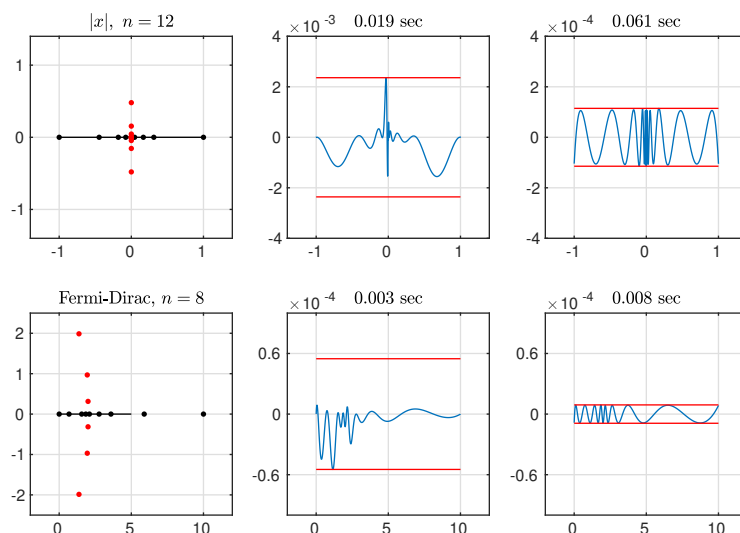 |x|, n = 12
1
0
-1
-1 0 1
× 10^-3 0.019 sec
4
2
0
-2
-4
-1 0 1
× 10^-4 0.061 sec
4
2
0
-2
-4
-1 0 1
Fermi-Dirac, n = 8
2
1
0
-1
-2
0 5 10
× 10^-4 0.003 sec
0.6
0
-0.6
0 5 10
× 10^-4 0.008 sec
0.6
0
-0.6
0 5 10